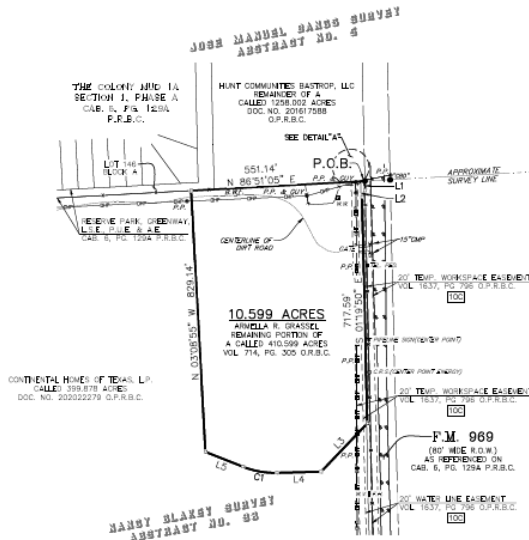 JOSE MANUEL BANGS SURVEY
ABSTRACT NO. 5
THE COLONY MUD 1A
SECTION 1, PHASE A
CAB. 6, PG. 129A
P.R.B.C.
HUNT COMMUNITIES BASTROP, LLC
REMAINDER OF A
CALLED 1258.002 ACRES
DOC. NO. 201617588
O.P.R.B.C.
SEE DETAIL "A"
P.O.B.
LOT 146
BLOCK A
551.14'
N 86°51'05" E
P.P. & GUY
L1
L2
APPROXIMATE
SURVEY LINE
P.P. & GUY
RESERVE PARK, GREENWAY,
L.S.E., P.U.E & A.E
CAB. 6, PG. 129A P.R.B.C.
CENTERLINE OF
DIRT ROAD
15" CMP
20' TEMP. WORKSPACE EASEMENT
VOL 1637, PG 796 O.P.R.B.C.
10C
N 03°08'55" W 829.14'
717.59'
S 01°19'50" E
10.599 ACRES
ARMELLA R. GRASSEL
REMAINING PORTION OF
A CALLED 410.599 ACRES
VOL 714, PG. 305 O.R.B.C.
PIPELINE SIGN (CENTER POINT)
CONTINENTAL HOMES OF TEXAS, L.P.
CALLED 399.878 ACRES
DOC. NO. 202022279 O.P.R.B.C.
20' TEMP. WORKSPACE EASEMENT
VOL 1637, PG 796 O.P.R.B.C.
10C
F.M. 969
(80' WIDE R.O.W.)
AS REFERENCED ON
CAB. 6, PG. 129A P.R.B.C.
L3
P.P.
L5
C1
L4
20' WATER LINE EASEMENT
VOL 1637, PG 796 O.P.R.B.C.
10C
NANCY BLAKEY SURVEY
ABSTRACT NO. 98